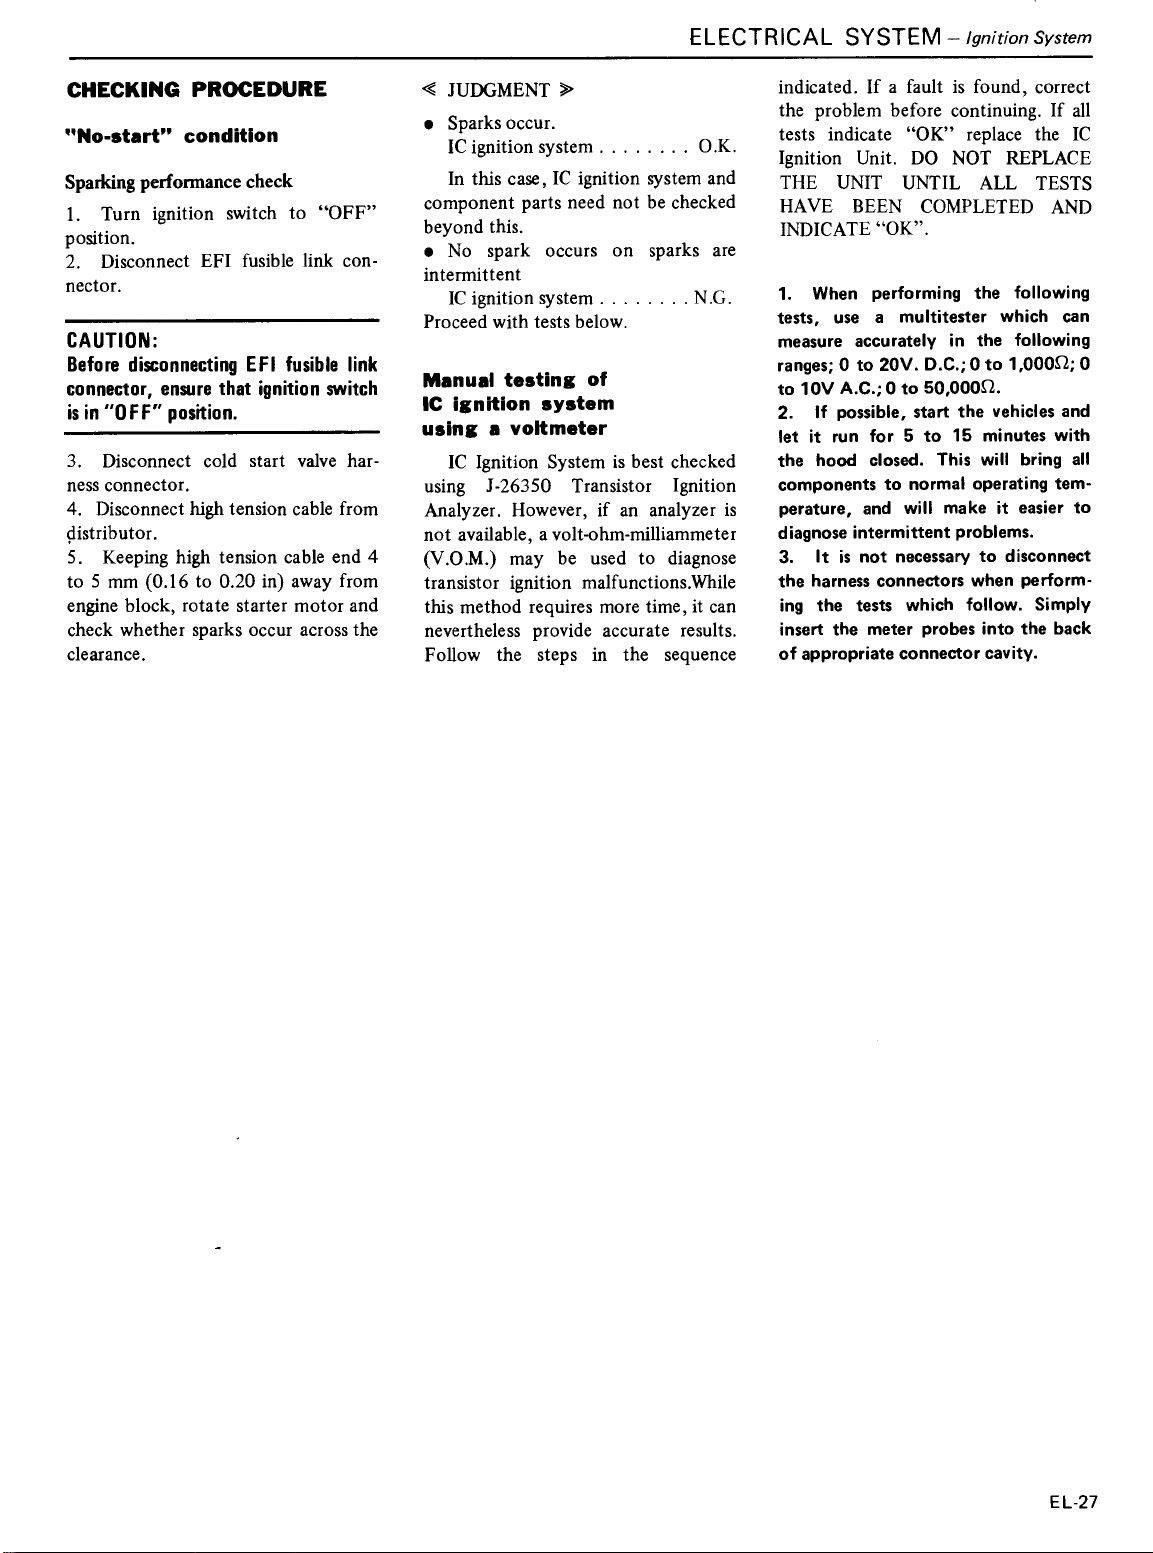 ELECTRICAL SYSTEM — Ignition System
CHECKING PROCEDURE
"No-start" condition
Sparking performance check
1. Turn ignition switch to “OFF”
position.
2. Disconnect EFI fusible link con-
nector.
CAUTION:
Before disconnecting EFI fusible link
connector, ensure that ignition switch
is in "OFF" position.
3. Disconnect cold start valve har-
ness connector.
4. Disconnect high tension cable from
distributor.
5. Keeping high tension cable end 4
to 5 mm (0.16 to 0.20 in) away from
engine block, rotate starter motor and
check whether sparks occur across the
clearance.
≪ JUDGMENT ≫
● Sparks occur.
IC ignition system . . . . . . . . O.K.
In this case, IC ignition system and
component parts need not be checked
beyond this.
● No spark occurs on sparks are
intermittent
IC ignition system . . . . . . . . N.G.
Proceed with tests below.
Manual testing of
IC ignition system
using a voltmeter
IC Ignition System is best checked
using J-26350 Transistor Ignition
Analyzer. However, if an analyzer is
not available, a volt-ohm-milliammeter
(V.O.M.) may be used to diagnose
transistor ignition malfunctions.While
this method requires more time, it can
nevertheless provide accurate results.
Follow the steps in the sequence
indicated. If a fault is found, correct
the problem before continuing. If all
tests indicate “OK” replace the IC
Ignition Unit. DO NOT REPLACE
THE UNIT UNTIL ALL TESTS
HAVE BEEN COMPLETED AND
INDICATE “OK”.
1. When performing the following
tests, use a multitester which can
measure accurately in the following
ranges; 0 to 20V. D.C.; 0 to 1,000Ω; 0
to 10V A.C.; 0 to 50,000Ω.
2. If possible, start the vehicles and
let it run for 5 to 15 minutes with
the hood closed. This will bring all
components to normal operating tem-
perature, and will make it easier to
diagnose intermittent problems.
3. It is not necessary to disconnect
the harness connectors when perform-
ing the tests which follow. Simply
insert the meter probes into the back
of appropriate connector cavity.
EL-27